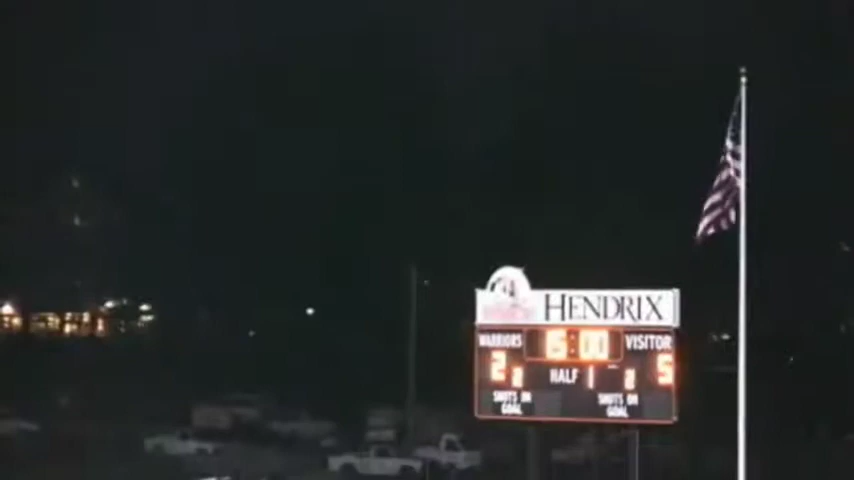 HENDRIX
WARRIORS 15:00 VISITOR
2 2 HALF 1 2 5
SHOTS ON GOAL SHOTS ON GOAL